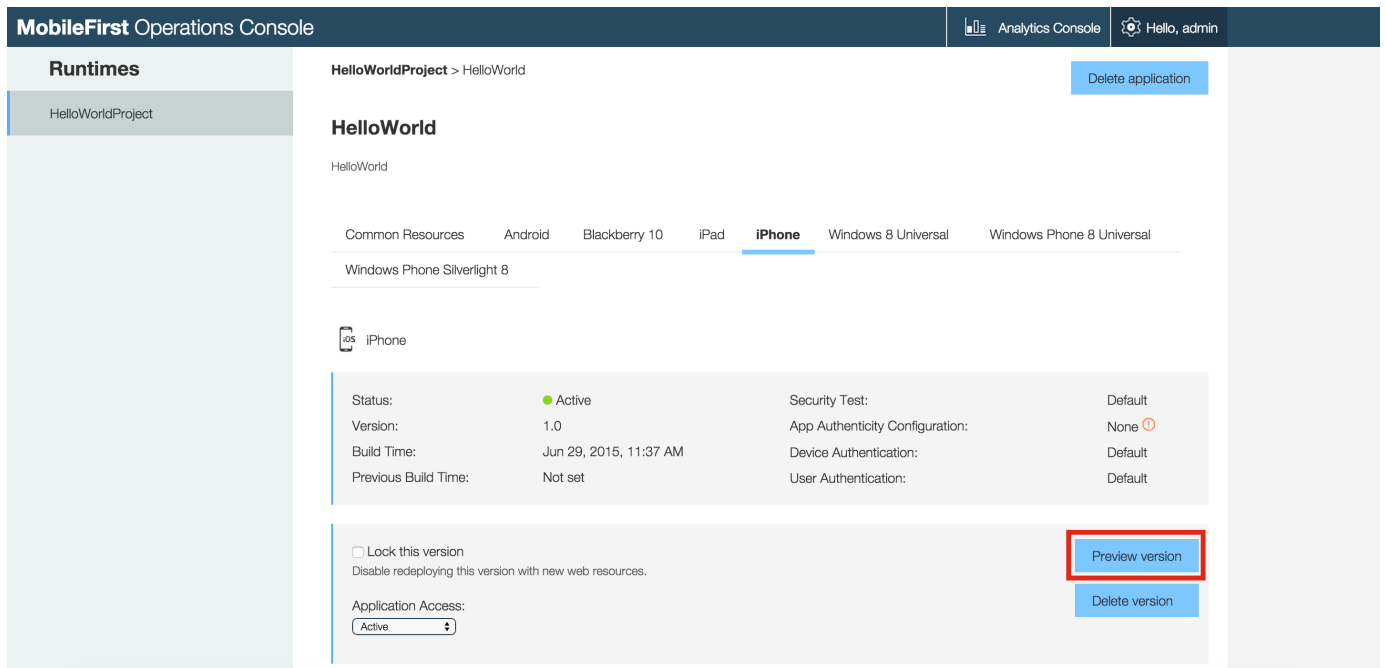 MobileFirst Operations Console
Analytics Console
Hello, admin
Runtimes
HelloWorldProject
HelloWorldProject > HelloWorld
Delete application
HelloWorld
HelloWorld
Common Resources Android Blackberry 10 iPad iPhone Windows 8 Universal Windows Phone 8 Universal
Windows Phone Silverlight 8
iOS iPhone
Status: Active Security Test: Default
Version: 1.0 App Authenticity Configuration: None
Build Time: Jun 29, 2015, 11:37 AM Device Authentication: Default
Previous Build Time: Not set User Authentication: Default
Lock this version
Preview version
Disable redeploying this version with new web resources.
Delete version
Application Access:
Active